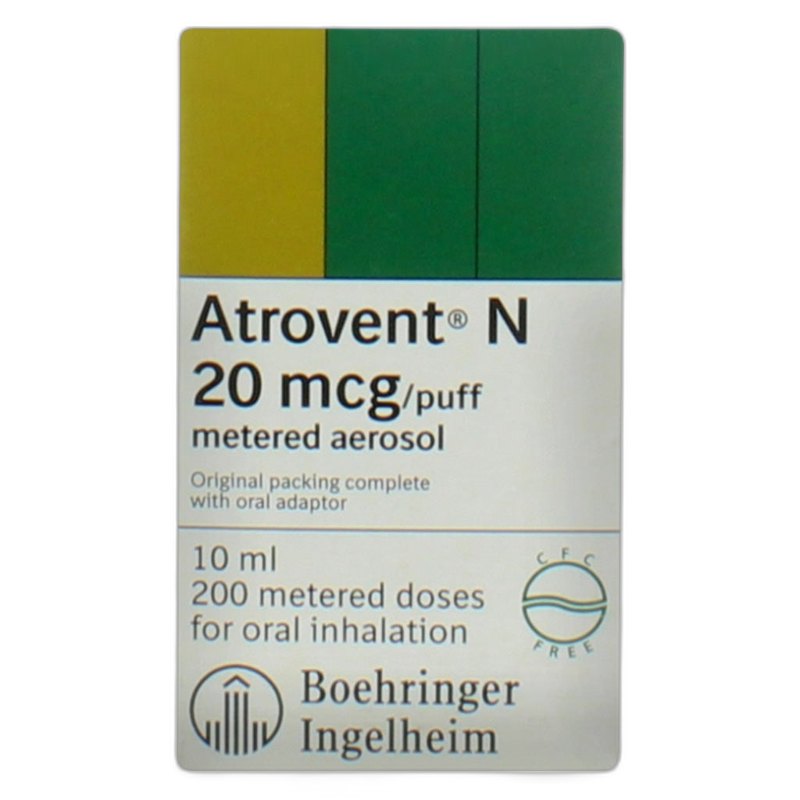 Atrovent® N
20 mcg/puff
metered aerosol
Original packing complete
with oral adaptor
10 ml
200 metered doses
for oral inhalation
CFC
FREE
Boehringer
Ingelheim